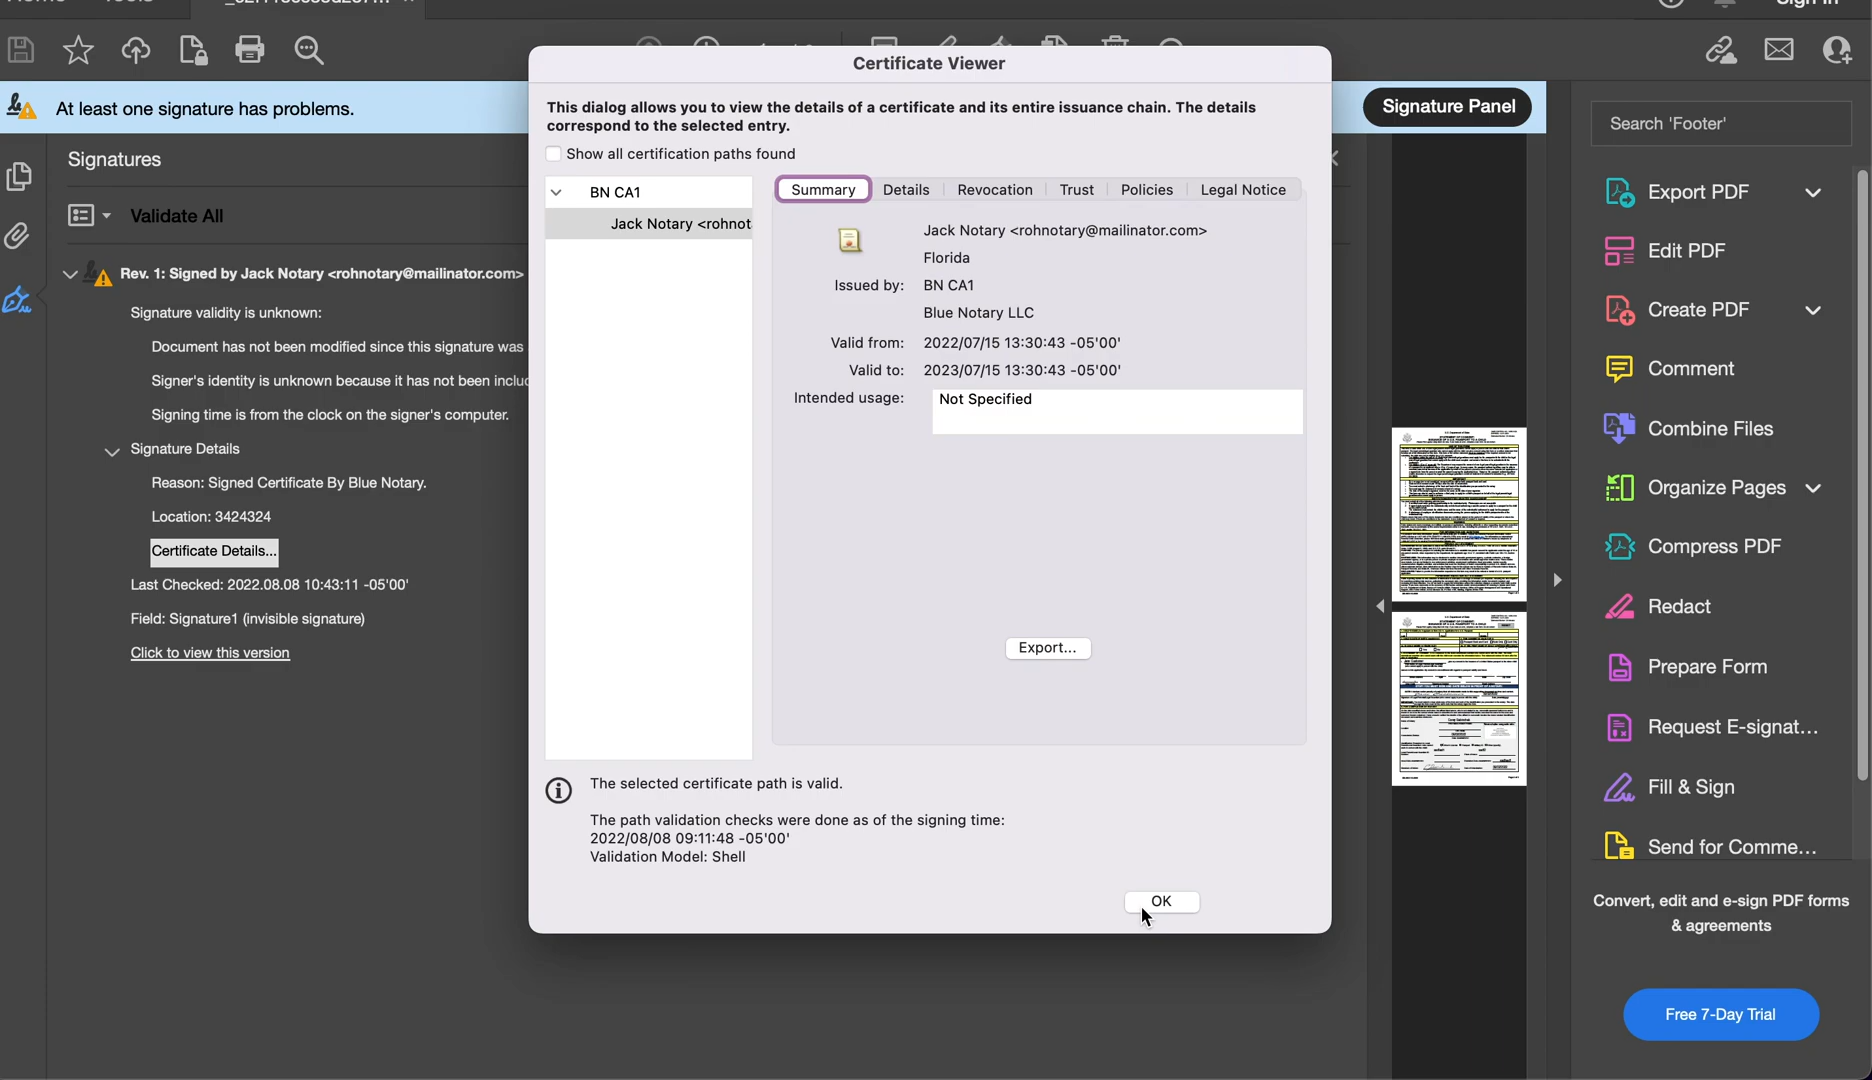 At least one signature has problems.
Signatures
Validate All
Rev. 1: Signed by Jack Notary <rohnotary@mailinator.com>
Signature validity is unknown:
Document has not been modified since this signature was
Signer's identity is unknown because it has not been includ
Signing time is from the clock on the signer's computer.
Signature Details
Reason: Signed Certificate By Blue Notary.
Location: 3424324
Certificate Details...
Last Checked: 2022.08.08 10:43:11 -05'00'
Field: Signature1 (invisible signature)
Click to view this version
Certificate Viewer
This dialog allows you to view the details of a certificate and its entire issuance chain. The details
correspond to the selected entry.
Show all certification paths found
BN CA1
Jack Notary <rohnot
Summary Details Revocation Trust Policies Legal Notice
Jack Notary <rohnotary@mailinator.com>
Florida
Issued by: BN CA1
Blue Notary LLC
Valid from: 2022/07/15 13:30:43 -05'00'
Valid to: 2023/07/15 13:30:43 -05'00'
Intended usage: Not Specified
Export...
The selected certificate path is valid.
The path validation checks were done as of the signing time:
2022/08/08 09:11:48 -05'00'
Validation Model: Shell
OK
Signature Panel
Sign In
Search 'Footer'
Export PDF
Edit PDF
Create PDF
Comment
Combine Files
Organize Pages
Compress PDF
Redact
Prepare Form
Request E-signat...
Fill & Sign
Send for Comme...
Convert, edit and e-sign PDF forms
& agreements
Free 7-Day Trial